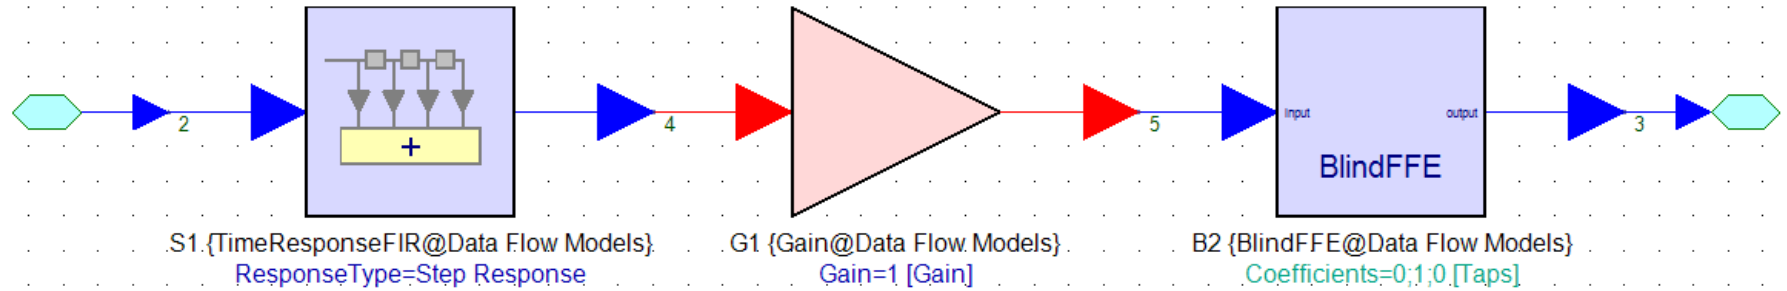 2
4
5
3
+
Input
output
BlindFFE
S1 {TimeResponseFIR@Data Flow Models}
ResponseType=Step Response
G1 {Gain@Data Flow Models}
Gain=1 [Gain]
B2 {BlindFFE@Data Flow Models}
Coefficients=0;1;0 [Taps]